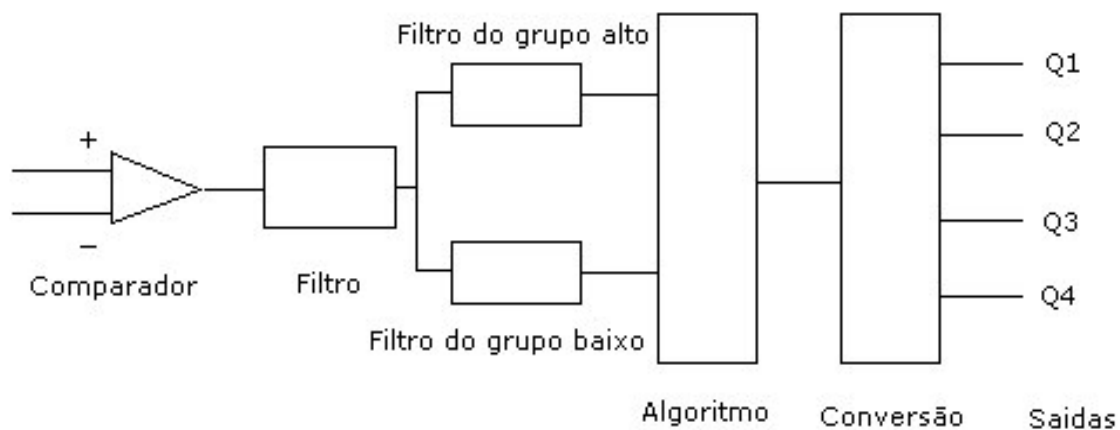 Filtro do grupo alto
Q1
+
Q2
Q3
−
Comparador
Filtro
Q4
Filtro do grupo baixo
Algoritmo
Conversão
Saidas